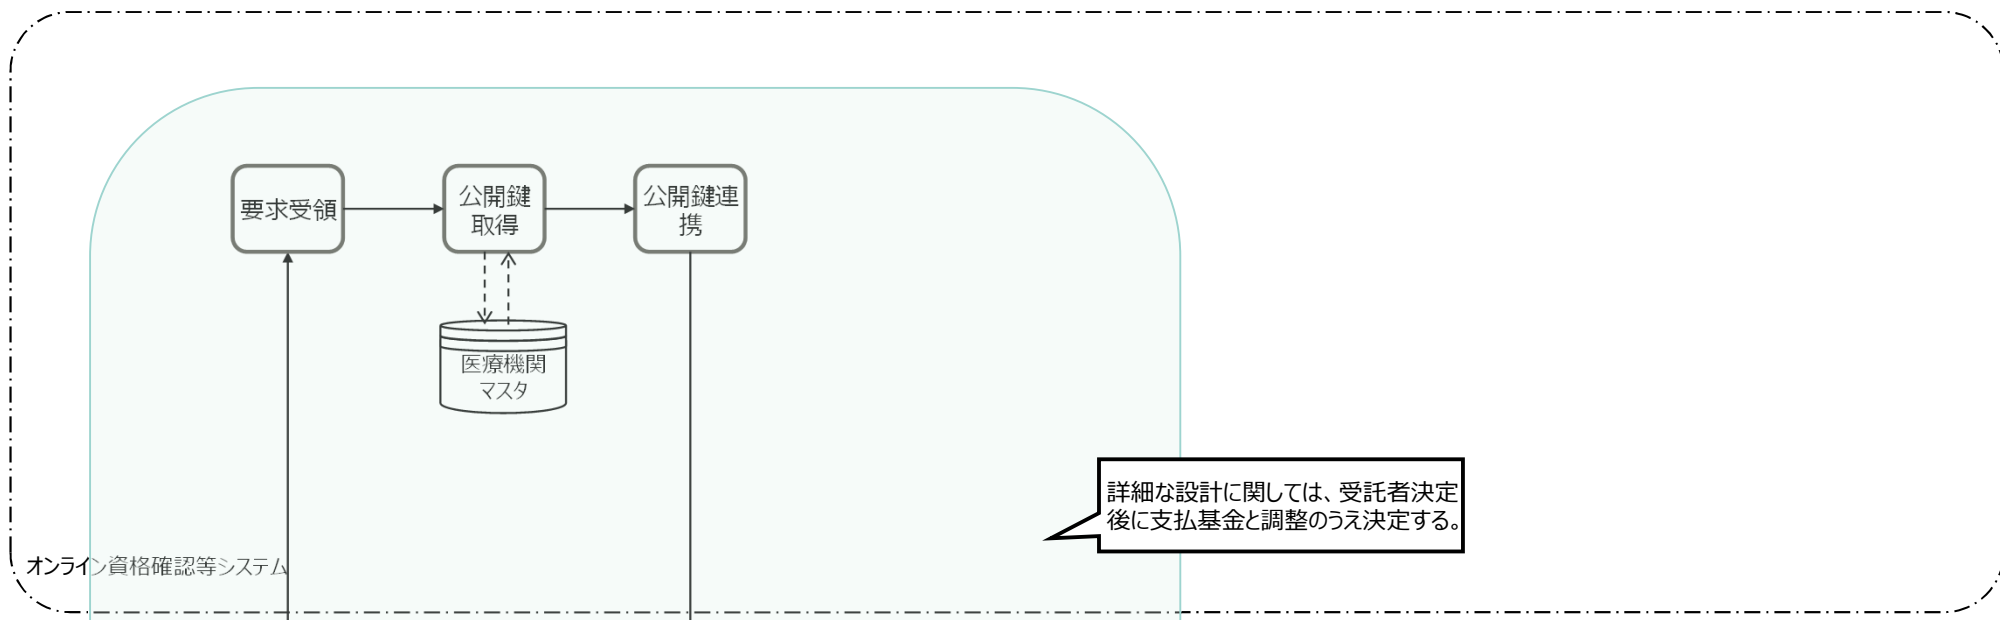 要求受領
公開鍵
取得
公開鍵連
携
医療機関
マスタ
詳細な設計に関しては、受託者決定
後に支払基金と調整のうえ決定する。
オンライン資格確認等システム